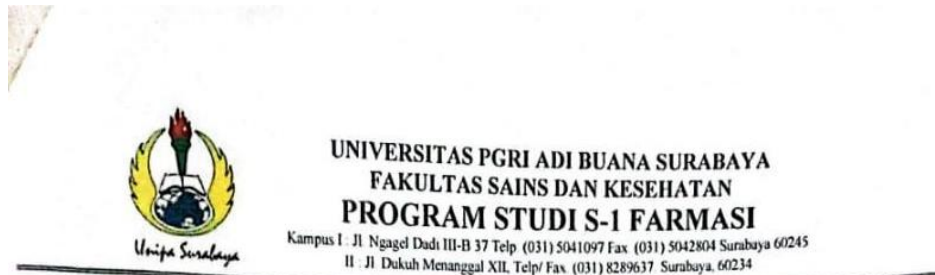 UNIVERSITAS PGRI ADI BUANA SURABAYA
FAKULTAS SAINS DAN KESEHATAN
PROGRAM STUDI S-1 FARMASI
Unipa Surabaya
Kampus I : Jl. Ngagel Dadi III-B 37 Telp. (031) 5041097 Fax. (031) 5042804 Surabaya 60245
II : Jl. Dukuh Menanggal XII, Telp/ Fax. (031) 8289637 Surabaya, 60234